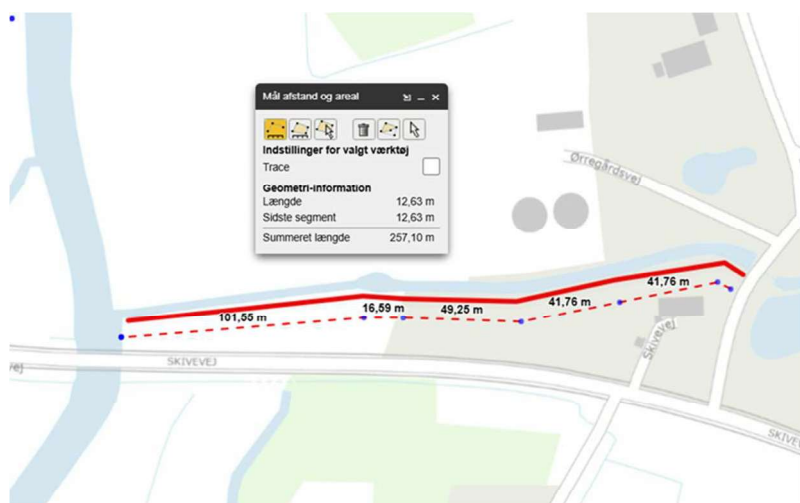 Mål afstand og areal
Indstillinger for valgt værktøj
Trace
Geometri-information
Længde 12,63 m
Sidste segment 12,63 m
Summeret længde 257,10 m
Ørregårdsvej
41,76 m
41,76 m
16,59 m
49,25 m
101,55 m
Skivevej
SKIVEVEJ